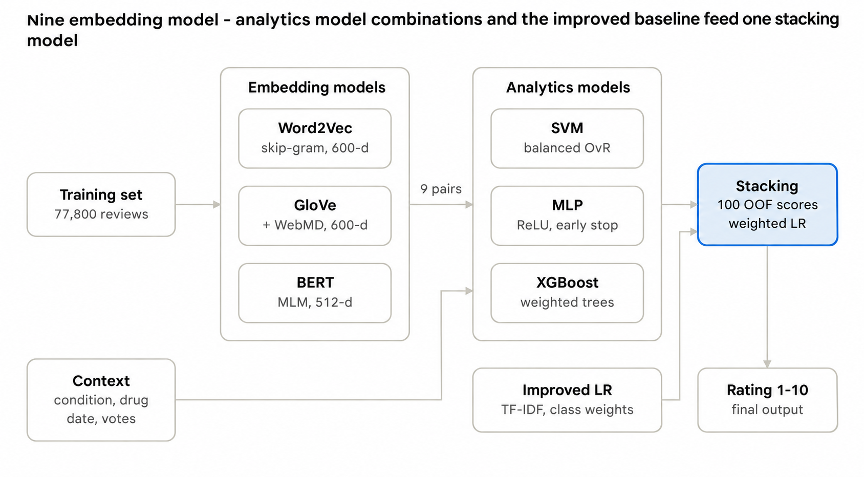 Nine embedding model - analytics model combinations and the improved baseline feed one stacking
model
Embedding models
Word2Vec
skip-gram, 600-d
GloVe
+ WebMD, 600-d
BERT
MLM, 512-d
Training set
77,800 reviews
9 pairs
Analytics models
SVM
balanced OvR
MLP
ReLU, early stop
XGBoost
weighted trees
Stacking
100 OOF scores
weighted LR
Context
condition, drug
date, votes
Improved LR
TF-IDF, class weights
Rating 1-10
final output